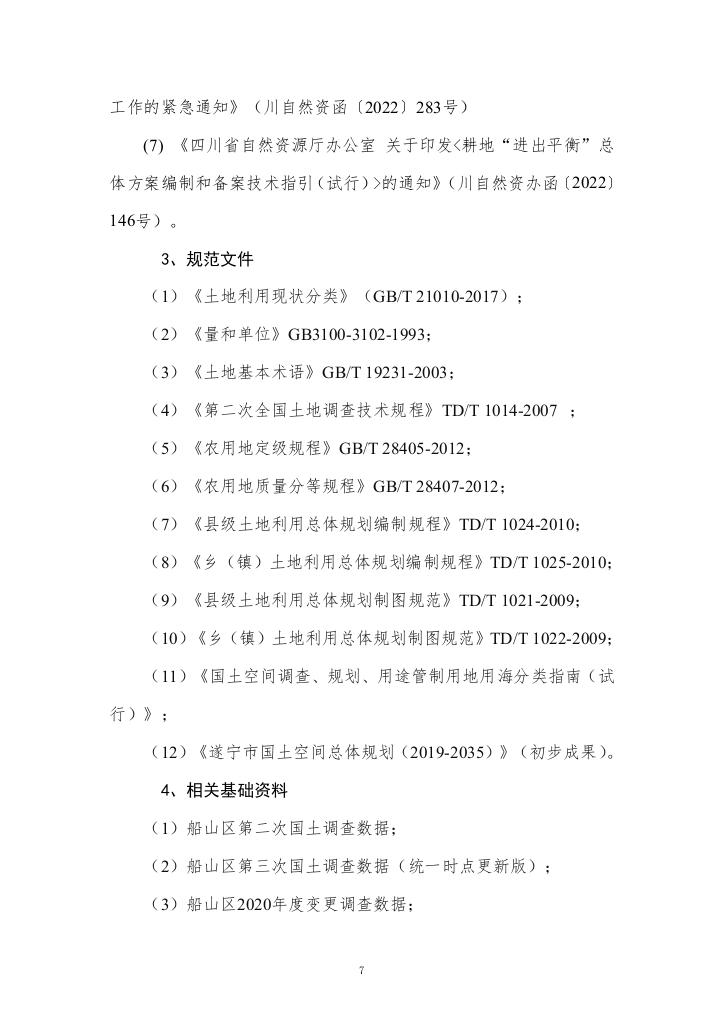 工作的紧急通知》（川自然资函〔2022〕283号）
(7) 《四川省自然资源厅办公室 关于印发<耕地“进出平衡”总
体方案编制和备案技术指引（试行）>的通知》（川自然资办函〔2022〕
146号）。
3、规范文件
（1）《土地利用现状分类》（GB/T 21010-2017）；
（2）《量和单位》GB3100-3102-1993；
（3）《土地基本术语》GB/T 19231-2003；
（4）《第二次全国土地调查技术规程》TD/T 1014-2007 ；
（5）《农用地定级规程》GB/T 28405-2012；
（6）《农用地质量分等规程》GB/T 28407-2012；
（7）《县级土地利用总体规划编制规程》TD/T 1024-2010；
（8）《乡（镇）土地利用总体规划编制规程》TD/T 1025-2010；
（9）《县级土地利用总体规划制图规范》TD/T 1021-2009；
（10）《乡（镇）土地利用总体规划制图规范》TD/T 1022-2009；
（11）《国土空间调查、规划、用途管制用地用海分类指南（试
行）》；
（12）《遂宁市国土空间总体规划（2019-2035）》（初步成果）。
4、相关基础资料
（1）船山区第二次国土调查数据；
（2）船山区第三次国土调查数据（统一时点更新版）；
（3）船山区2020年度变更调查数据；
7